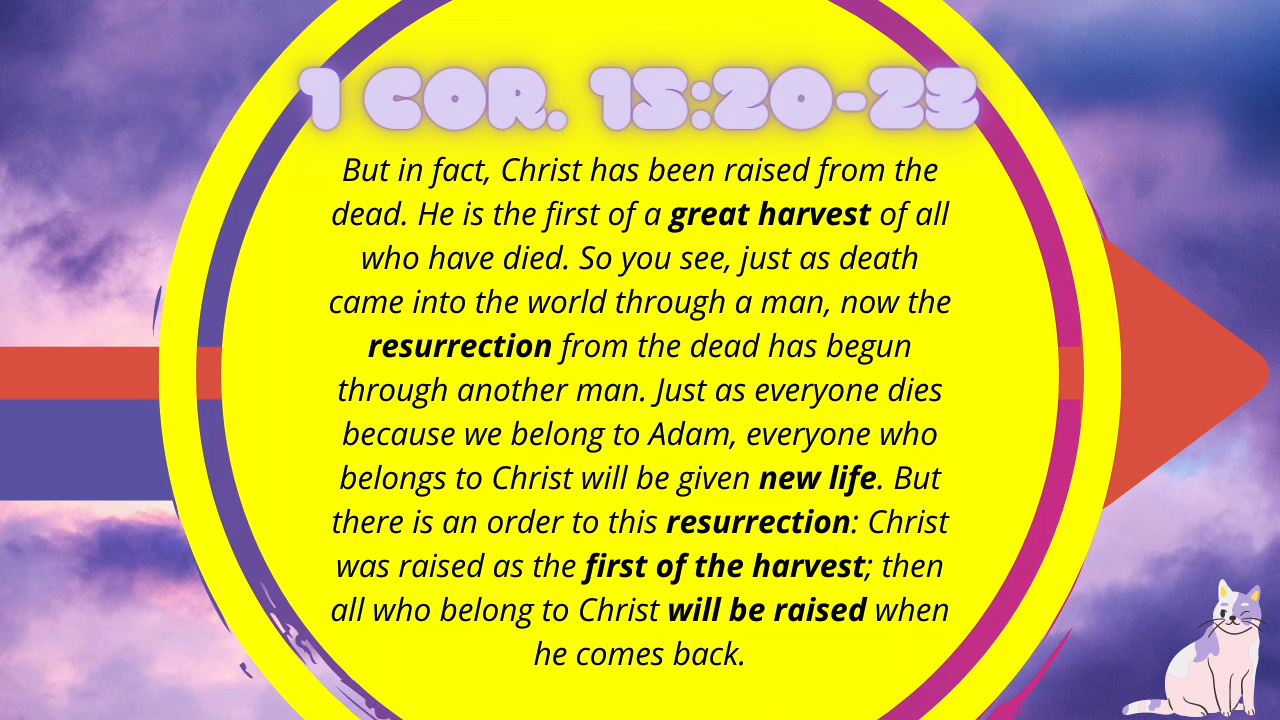 1 COR. 15:20-23
But in fact, Christ has been raised from the
dead. He is the first of a great harvest of all
who have died. So you see, just as death
came into the world through a man, now the
resurrection from the dead has begun
through another man. Just as everyone dies
because we belong to Adam, everyone who
belongs to Christ will be given new life. But
there is an order to this resurrection: Christ
was raised as the first of the harvest; then
all who belong to Christ will be raised when
he comes back.